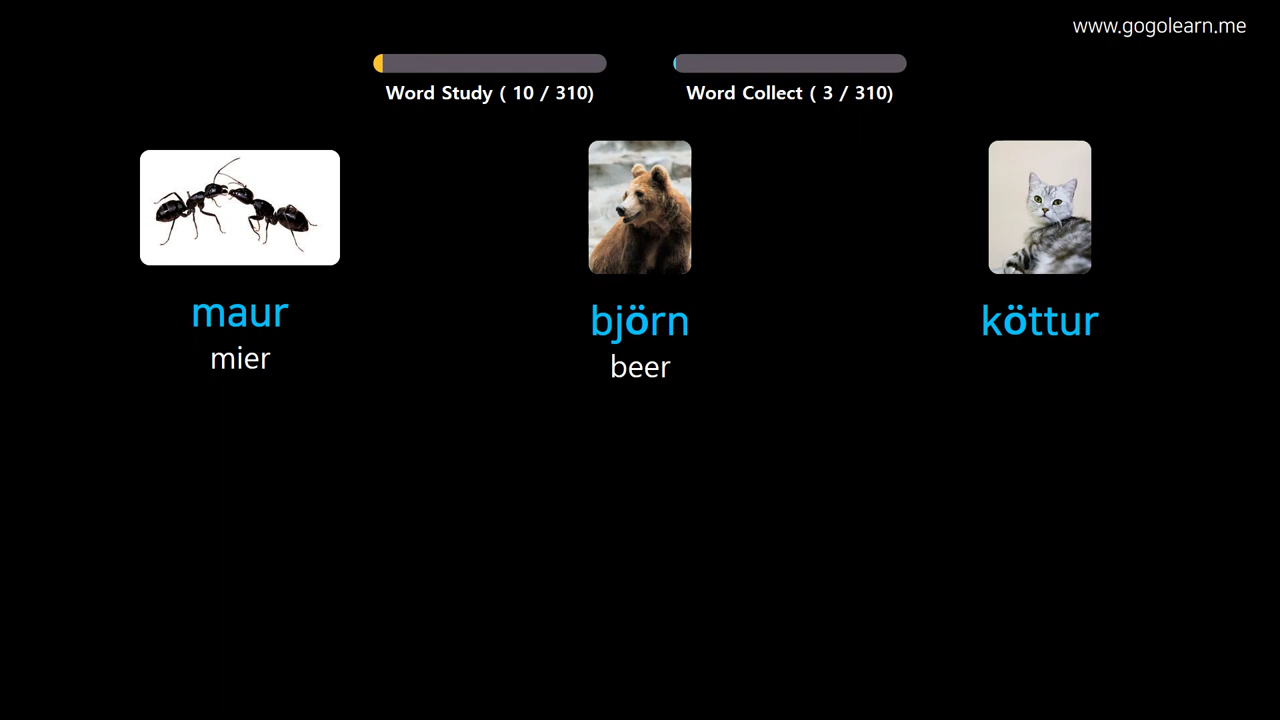 www.gogolearn.me
Word Study ( 10 / 310)
Word Collect ( 3 / 310)
maur
mier
björn
beer
köttur